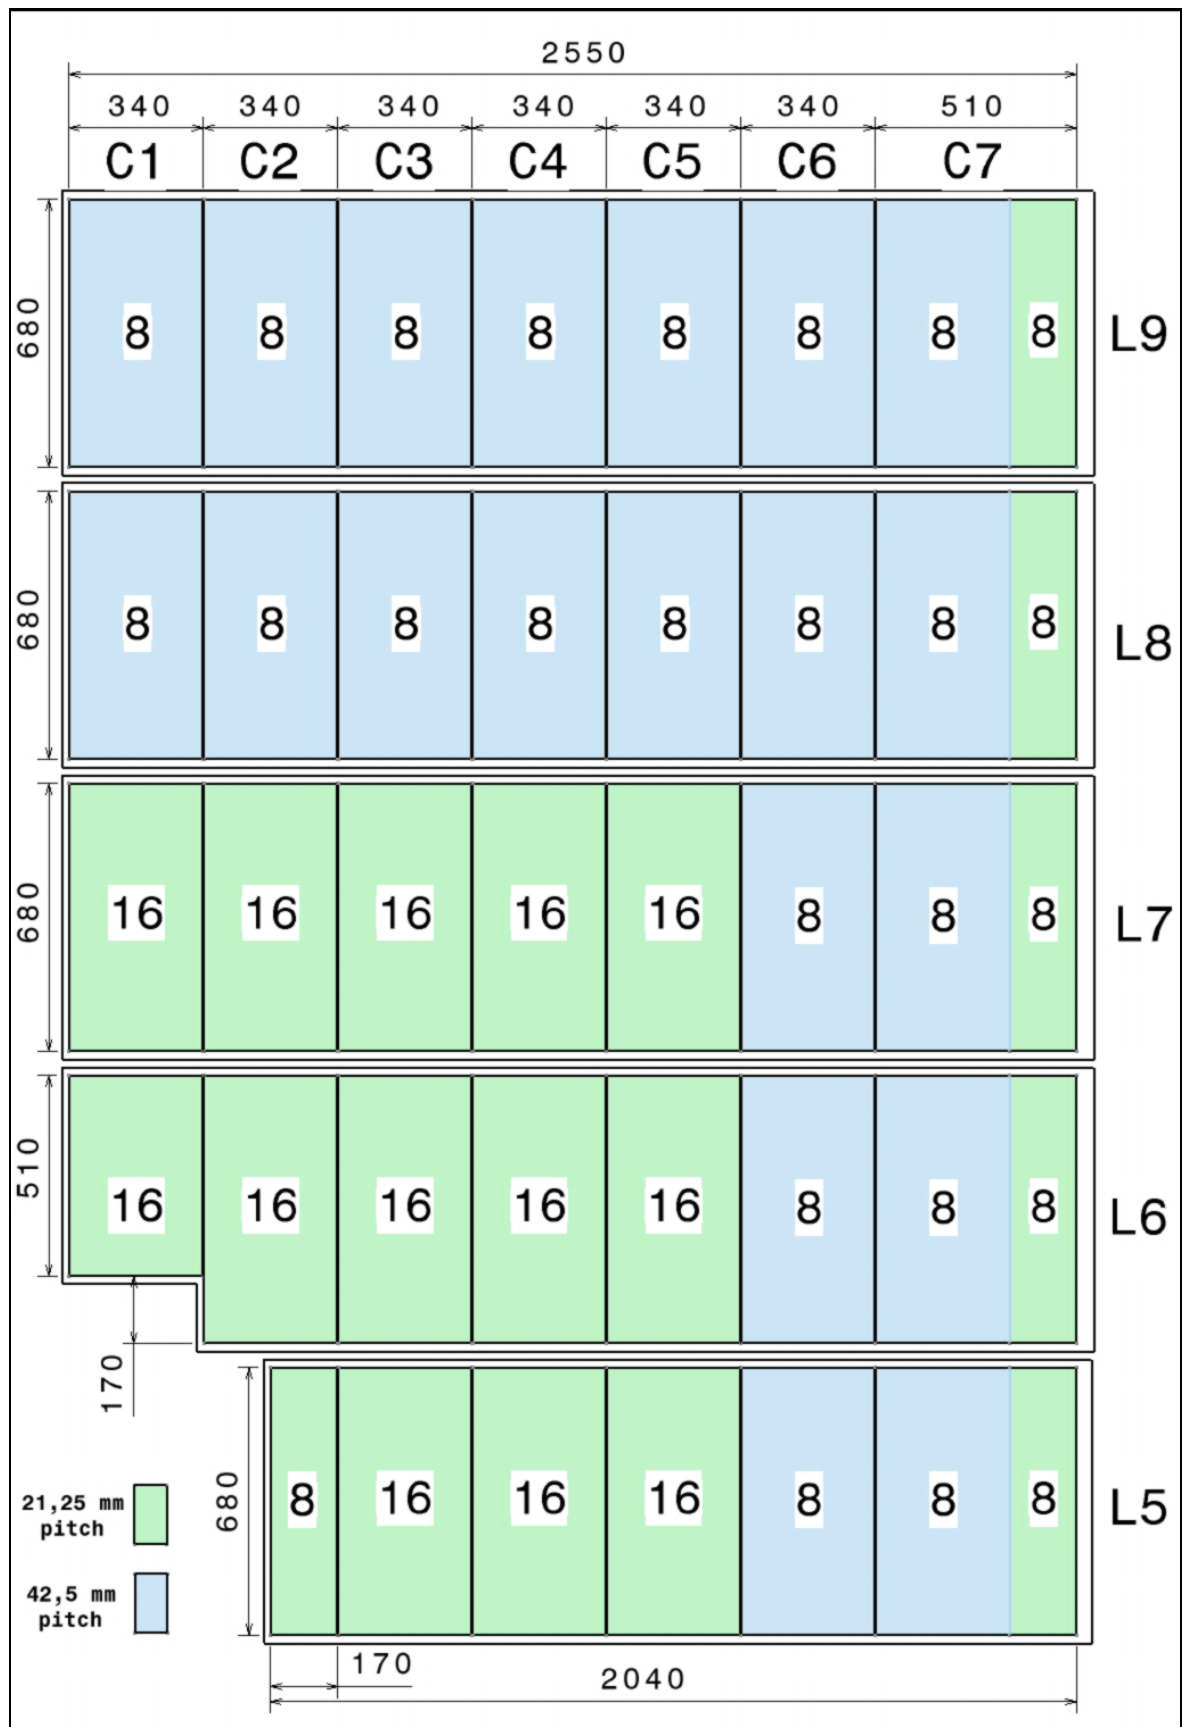 2550
340 340 340 340 340 340 510
C1 C2 C3 C4 C5 C6 C7
680 8 8 8 8 8 8 8 8 L9
680 8 8 8 8 8 8 8 8 L8
680 16 16 16 16 16 8 8 8 L7
510 16 16 16 16 16 8 8 8 L6
170
680 8 16 16 16 8 8 8 L5
21,25 mm
pitch
42,5 mm
pitch
170
2040